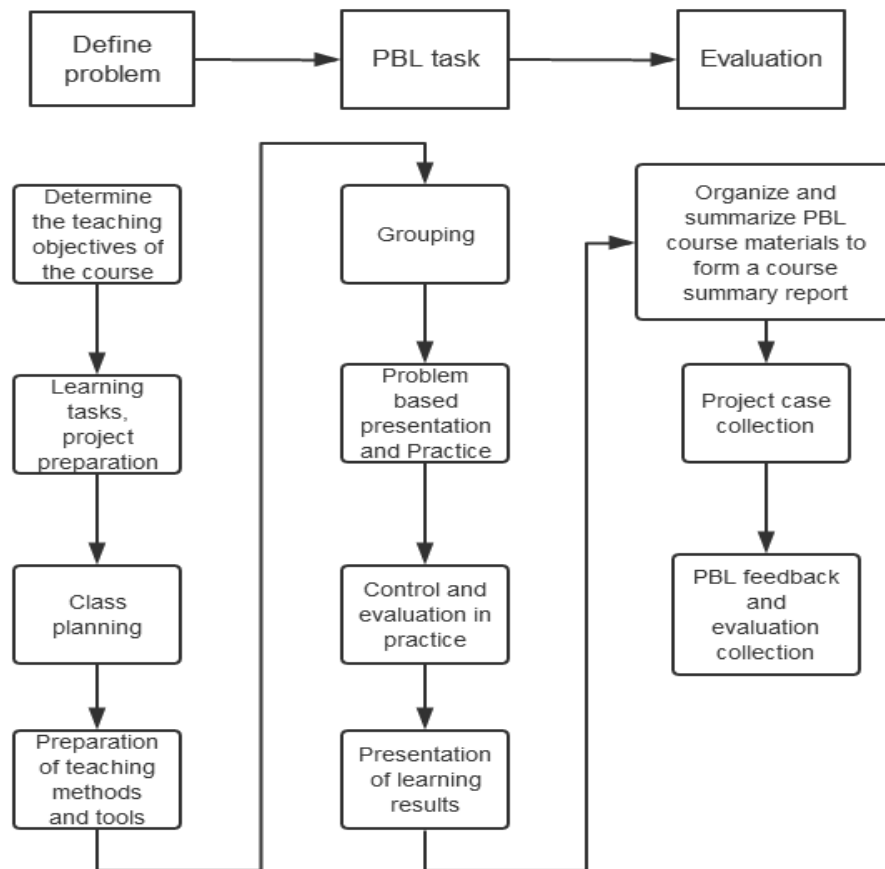 Define
problem
PBL task
Evaluation
Determine
the teaching
objectives of
the course
Learning
tasks,
project
preparation
Class
planning
Preparation
of teaching
methods
and tools
Grouping
Problem
based
presentation
and Practice
Control and
evaluation in
practice
Presentation
of learning
results
Organize and
summarize PBL
course materials to
form a course
summary report
Project case
collection
PBL feedback
and
evaluation
collection